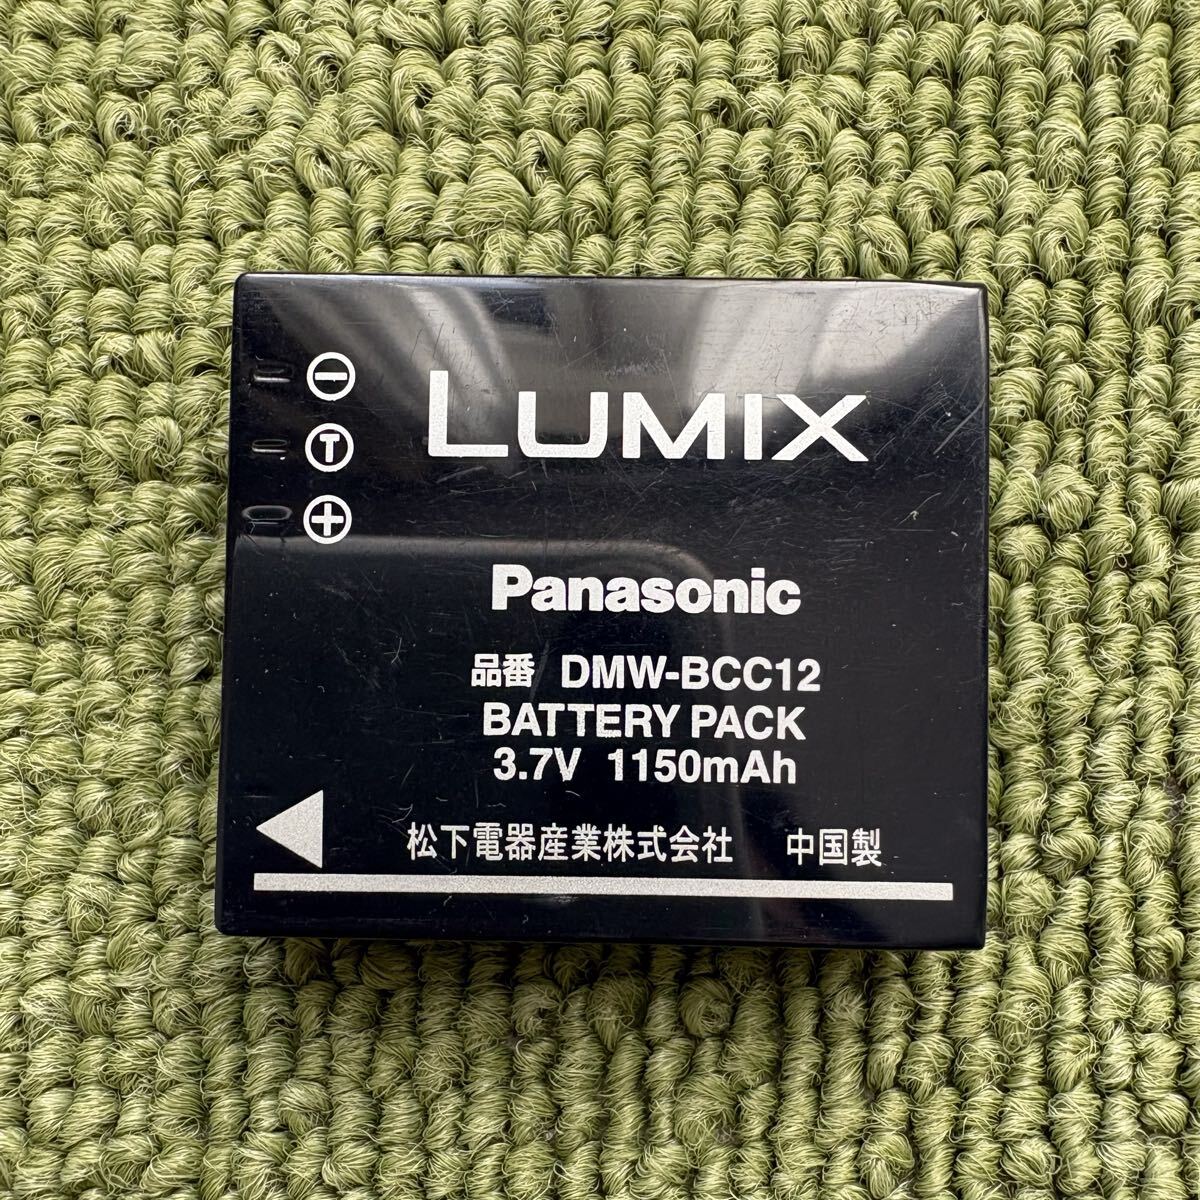 −
T
+
LUMIX
Panasonic
品番 DMW-BCC12
BATTERY PACK
3.7V 1150mAh
松下電器産業株式会社 中国製